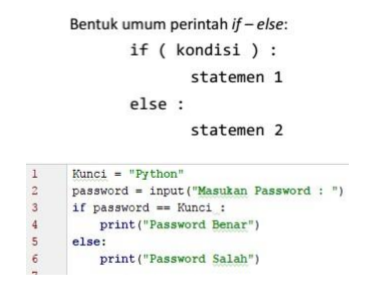 Bentuk umum perintah if – else:
if ( kondisi ) :
statemen 1
else :
statemen 2
1 Kunci = "Python"
2 password = input("Masukan Password : ")
3 if password == Kunci :
4 print("Password Benar")
5 else:
6 print("Password Salah")